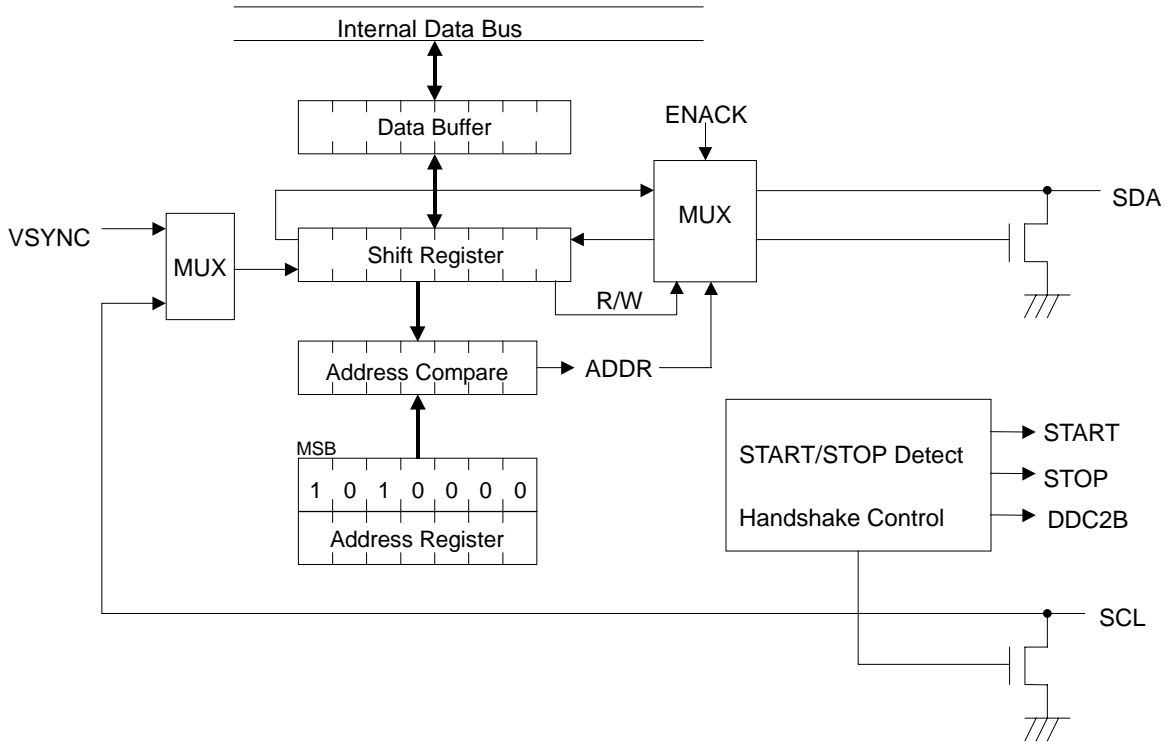 Internal Data Bus
Data Buffer
ENACK
MUX
SDA
VSYNC
MUX
Shift Register
R/W
Address Compare
ADDR
MSB
1 0 1 0 0 0 0
Address Register
START/STOP Detect
Handshake Control
START
STOP
DDC2B
SCL